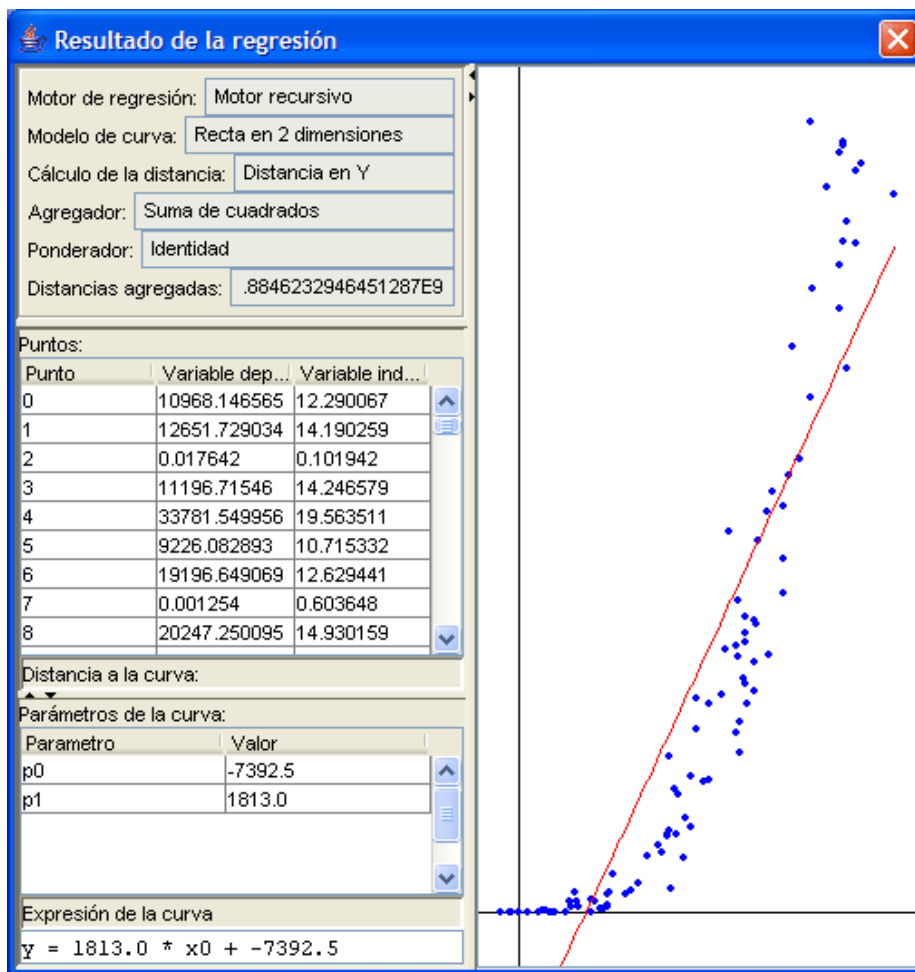 Resultado de la regresión
Motor de regresión: Motor recursivo
Modelo de curva: Recta en 2 dimensiones
Cálculo de la distancia: Distancia en Y
Agregador: Suma de cuadrados
Ponderador: Identidad
Distancias agregadas: .8846232946451287E9
Puntos:
Punto Variable dep... Variable ind...
0 10968.146565 12.290067
1 12651.729034 14.190259
2 0.017642 0.101942
3 11196.71546 14.246579
4 33781.549956 19.563511
5 9226.082893 10.715332
6 19196.649069 12.629441
7 0.001254 0.603648
8 20247.250095 14.930159
Distancia a la curva:
Parámetros de la curva:
Parametro Valor
p0 -7392.5
p1 1813.0
Expresión de la curva
y = 1813.0 * x0 + -7392.5